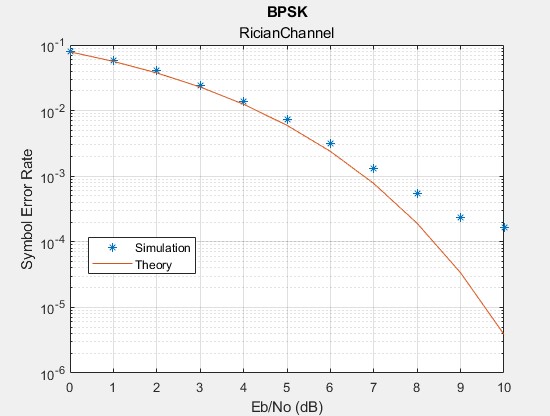 BPSK
RicianChannel
Symbol Error Rate
10-1
10-2
10-3
10-4
10-5
10-6
Simulation
Theory
0 1 2 3 4 5 6 7 8 9 10
Eb/No (dB)